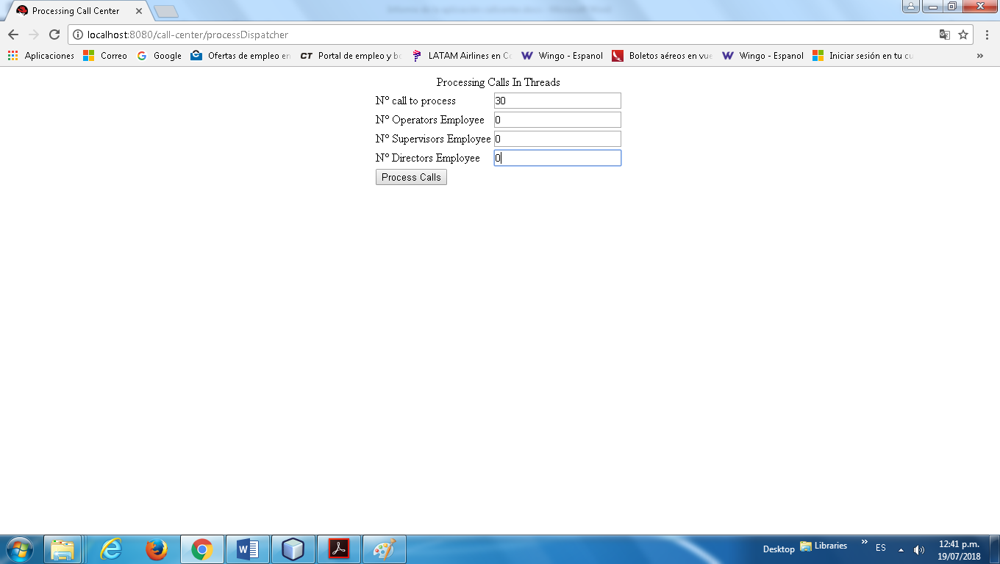 Processing Call Center
localhost:8080/call-center/processDispatcher
Aplicaciones Correo Google Ofertas de empleo en Portal de empleo y bo LATAM Airlines en Co Wingo - Espanol Boletos aéreos en vue Wingo - Espanol Iniciar sesión en tu cu »
Processing Calls In Threads
Nº call to process 30
Nº Operators Employee 0
Nº Supervisors Employee 0
Nº Directors Employee 0
Process Calls
Desktop Libraries » ES 12:41 p.m.
19/07/2018